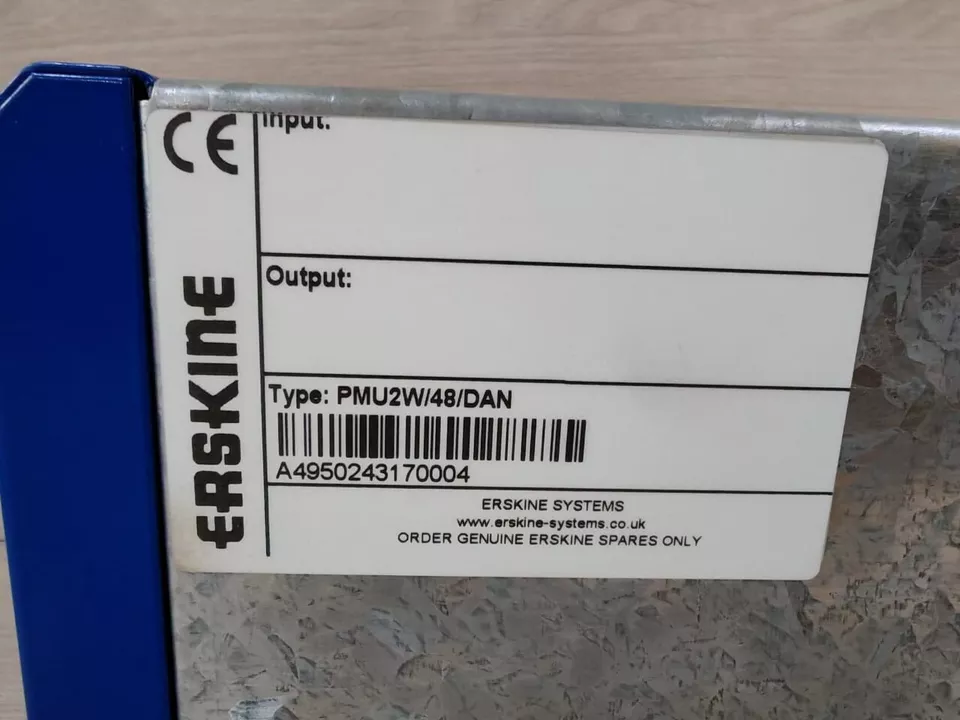 CE
Input:
ERSKINE
Output:
Type: PMU2W/48/DAN
A4950243170004
ERSKINE SYSTEMS
www.erskine-systems.co.uk
ORDER GENUINE ERSKINE SPARES ONLY